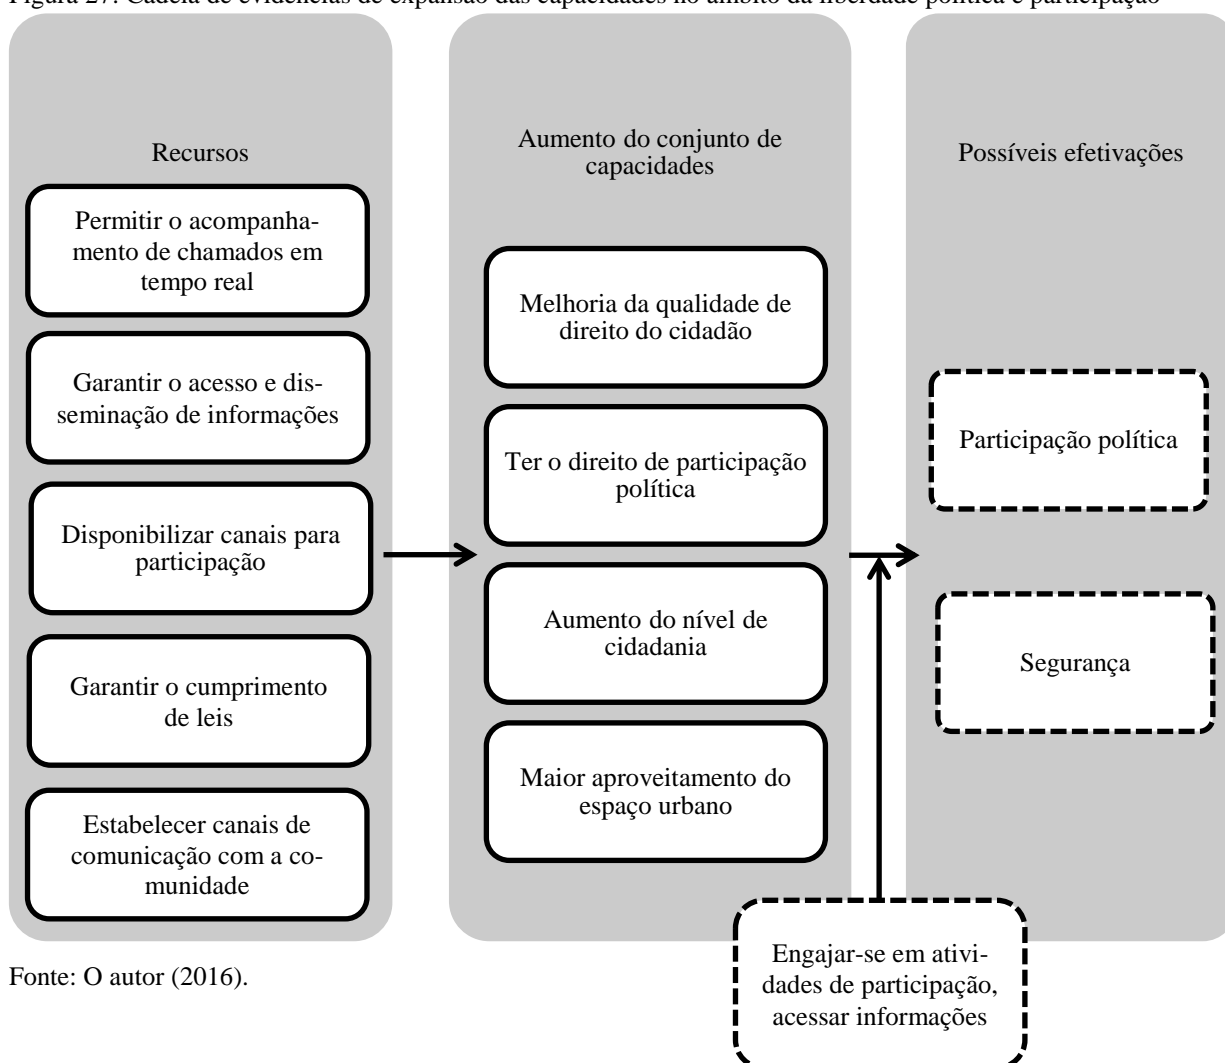 Figura 27: Cadeia de evidências de expansão das capacidades no âmbito da liberdade política e participação
Recursos
Permitir o acompanha-
mento de chamados em
tempo real
Garantir o acesso e dis-
seminação de informações
Disponibilizar canais para
participação
Garantir o cumprimento
de leis
Estabelecer canais de
comunicação com a co-
munidade
Aumento do conjunto de
capacidades
Melhoria da qualidade de
direito do cidadão
Ter o direito de participação
política
Aumento do nível de
cidadania
Maior aproveitamento do
espaço urbano
Possíveis efetivações
Participação política
Segurança
Engajar-se em ativi-
dades de participação,
acessar informações
Fonte: O autor (2016).